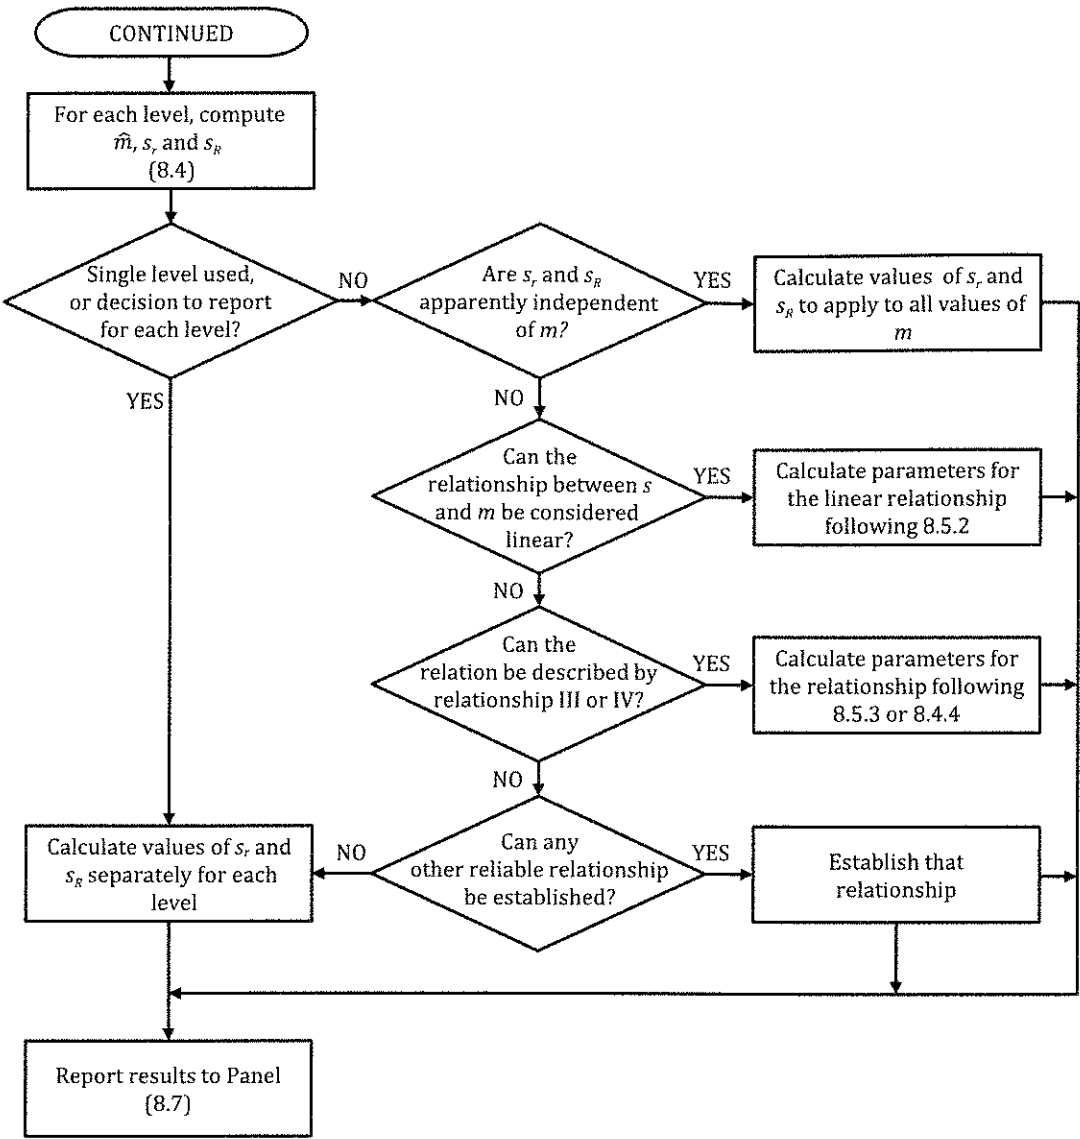 CONTINUED
For each level, compute
m̂, sᵣ and s_R
(8.4)
Single level used,
or decision to report
for each level?
NO
Are sᵣ and s_R
apparently independent
of m?
YES
Calculate values of sᵣ and
s_R to apply to all values of
m
YES
NO
Can the
relationship between s
and m be considered
linear?
YES
Calculate parameters for
the linear relationship
following 8.5.2
NO
Can the
relation be described by
relationship III or IV?
YES
Calculate parameters for
the relationship following
8.5.3 or 8.4.4
NO
Calculate values of sᵣ and
s_R separately for each
level
NO
Can any
other reliable relationship
be established?
YES
Establish that
relationship
Report results to Panel
(8.7)